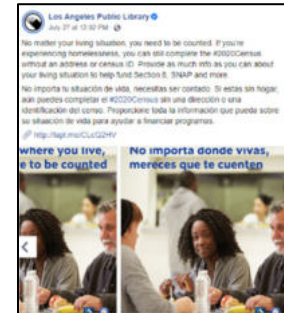 Los Angeles Public Library
July 27 at 12:50 PM
No matter your living situation, you need to be counted. If you're
experiencing homelessness, you can still complete the #2020Census
without an address or census ID. Provide as much info as you can about
your living situation to help fund Section 8, SNAP and more.
No importa tu situación de vida, necesitas ser contado. Si estas sin hogar,
aún puedes completar el #2020Census sin una dirección o una
identificación del censo. Proporcione toda la información que pueda sobre
su situación de vida para ayudar a financiar programas.
where you live,
e to be counted
No importa donde vivas,
mereces que te cuenten